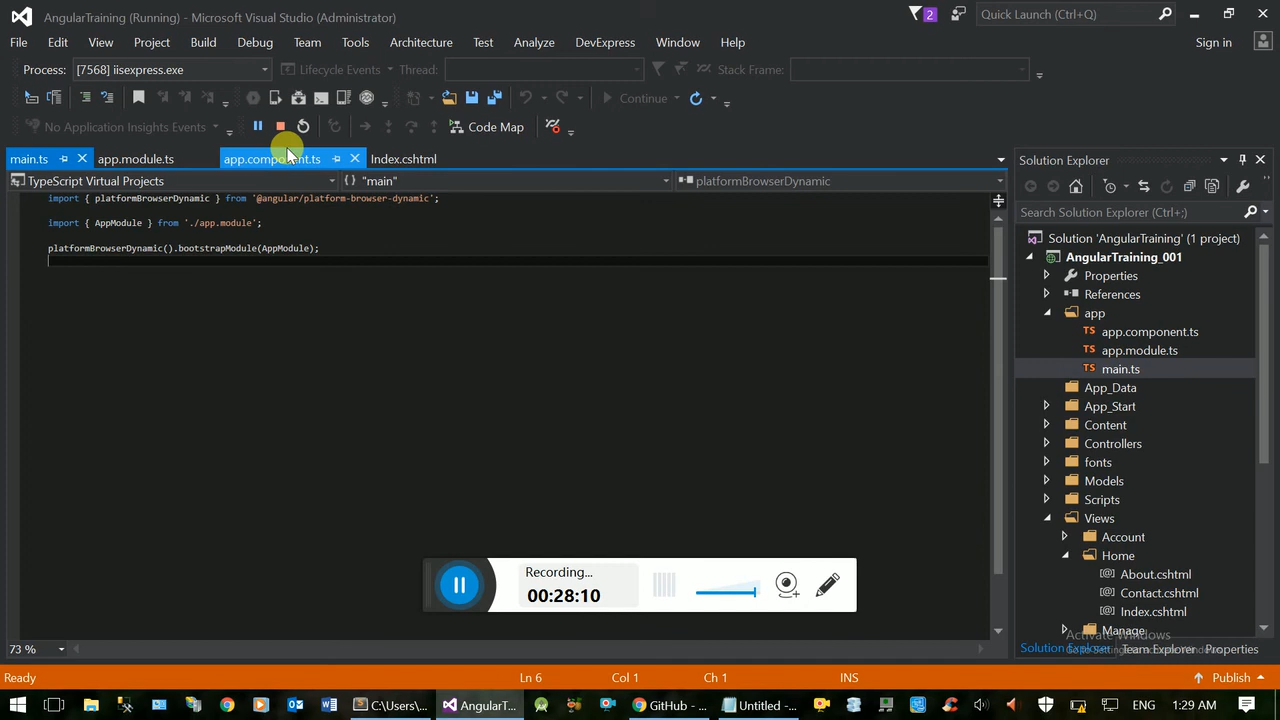 AngularTraining (Running) - Microsoft Visual Studio (Administrator)
2
Quick Launch (Ctrl+/)
File Edit View Project Build Debug Team Tools Architecture Test Analyze DevExpress Window Help
Sign in
Process: [7568] iisexpress.exe Lifecycle Events Thread: Stack Frame:
Continue
No Application Insights Events Code Map
main.ts app.module.ts app.component.ts Index.cshtml
TypeScript Virtual Projects {} "main" platformBrowserDynamic
import { platformBrowserDynamic } from '@angular/platform-browser-dynamic';
import { AppModule } from './app.module';
platformBrowserDynamic().bootstrapModule(AppModule);
Solution Explorer
Search Solution Explorer (Ctrl+;)
Solution 'AngularTraining' (1 project)
AngularTraining_001
Properties
References
app
TS app.component.ts
TS app.module.ts
TS main.ts
App_Data
App_Start
Content
Controllers
fonts
Models
Scripts
Views
Account
Home
[@] About.cshtml
[@] Contact.cshtml
[@] Index.cshtml
Manage
Activate Windows
Solution Explorer Team Explorer Properties
Recording...
00:28:10
73 %
Ready Ln 6 Col 1 Ch 1 INS Publish
C:\Users\... AngularT... GitHub - ... Untitled - ... 1:29 AM